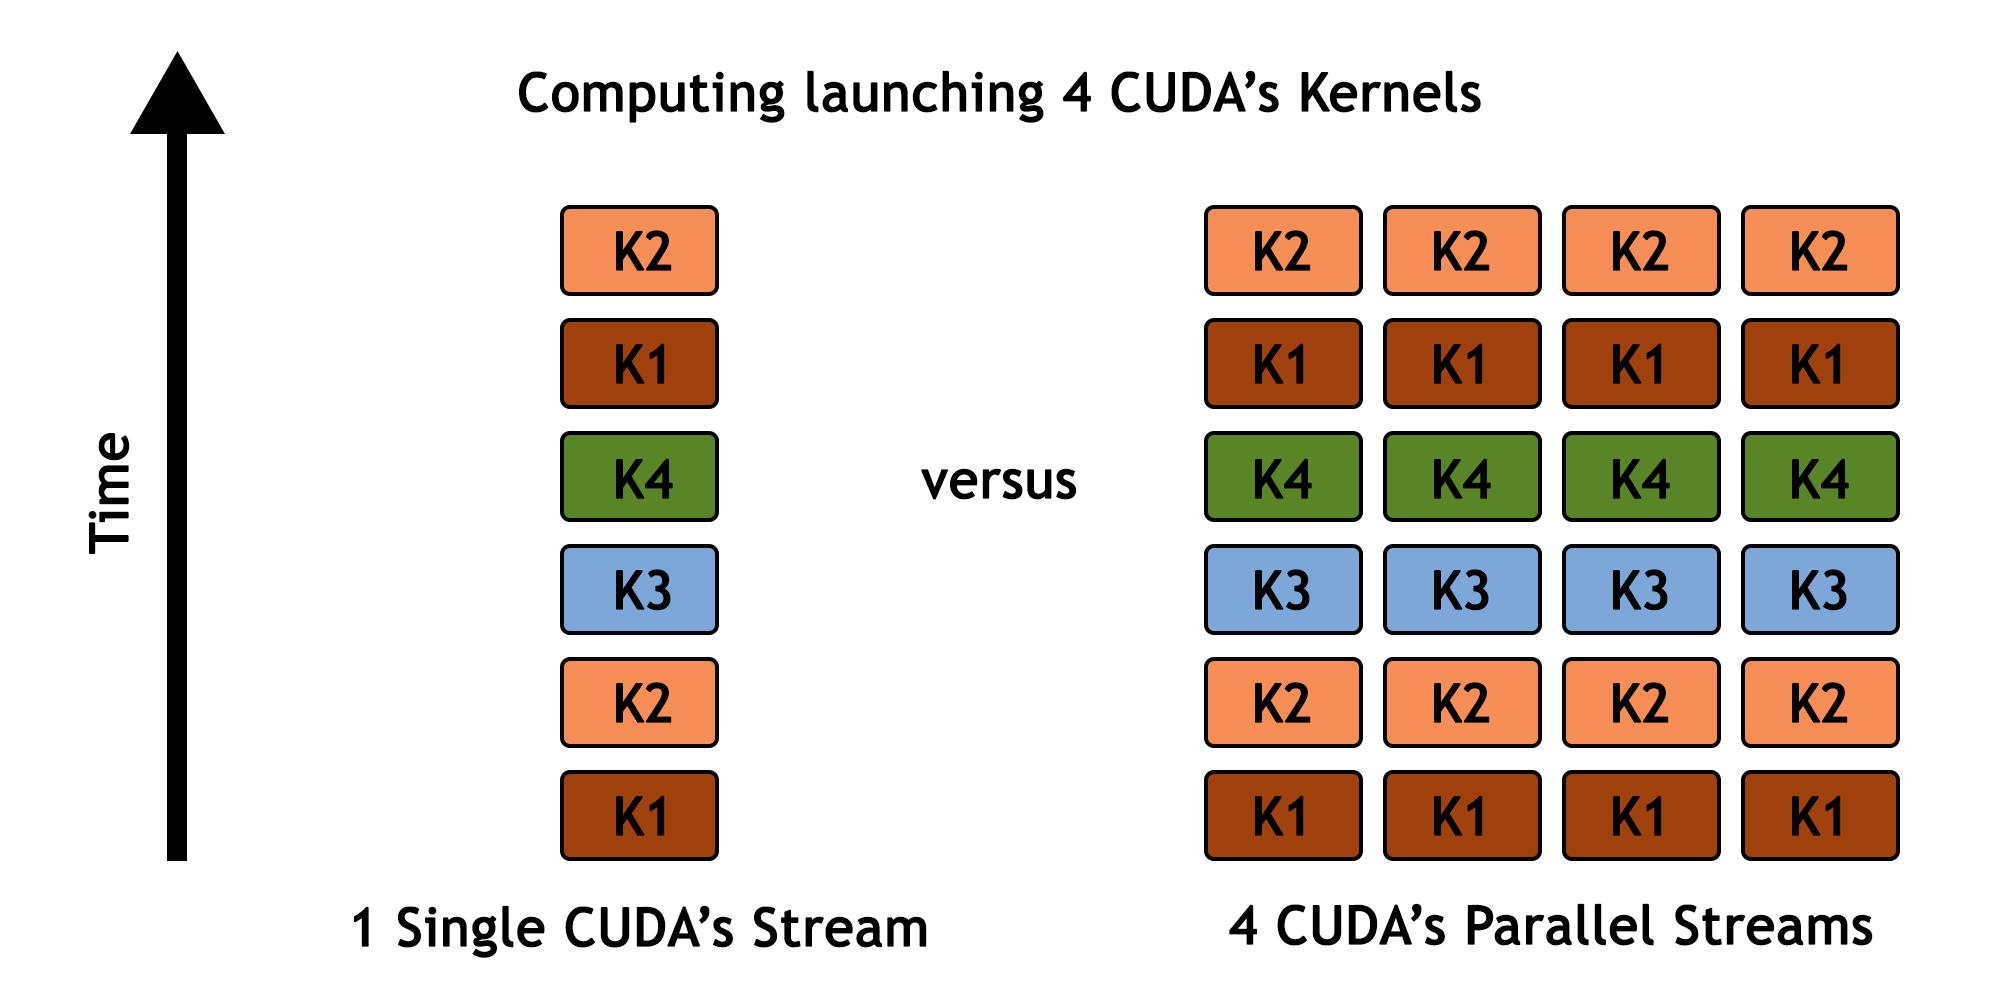 Computing launching 4 CUDA’s Kernels
Time
K2 K2 K2 K2 K2
K1 K1 K1 K1 K1
K4 versus K4 K4 K4 K4
K3 K3 K3 K3 K3
K2 K2 K2 K2 K2
K1 K1 K1 K1 K1
1 Single CUDA’s Stream
4 CUDA’s Parallel Streams